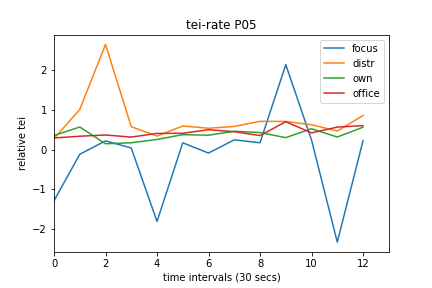 tei-rate P05
focus
distr
own
office
relative tei
2
1
0
−1
−2
0 2 4 6 8 10 12
time intervals (30 secs)